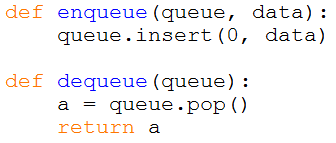 def enqueue(queue, data):
    queue.insert(0, data)

def dequeue(queue):
    a = queue.pop()
    return a